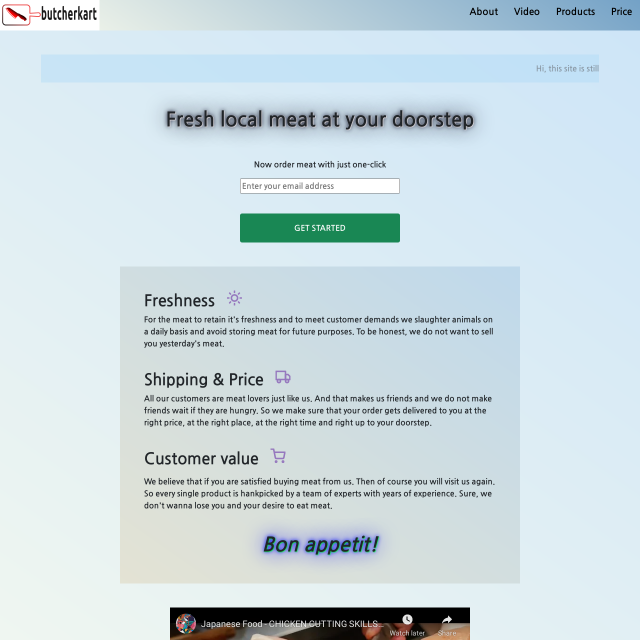 butcherkart
About Video Products Price
Hi, this site is still
Fresh local meat at your doorstep
Now order meat with just one-click
Enter your email address
GET STARTED
Freshness
For the meat to retain it's freshness and to meet customer demands we slaughter animals on
a daily basis and avoid storing meat for future purposes. To be honest, we do not want to sell
you yesterday's meat.
Shipping & Price
All our customers are meat lovers just like us. And that makes us friends and we do not make
friends wait if they are hungry. So we make sure that your order gets delivered to you at the
right price, at the right place, at the right time and right up to your doorstep.
Customer value
We believe that if you are satisfied buying meat from us. Then of course you will visit us again.
So every single product is hankpicked by a team of experts with years of experience. Sure, we
don't wanna lose you and your desire to eat meat.
Bon appetit!
Japanese Food - CHICKEN CUTTING SKILLS...
Watch later Share